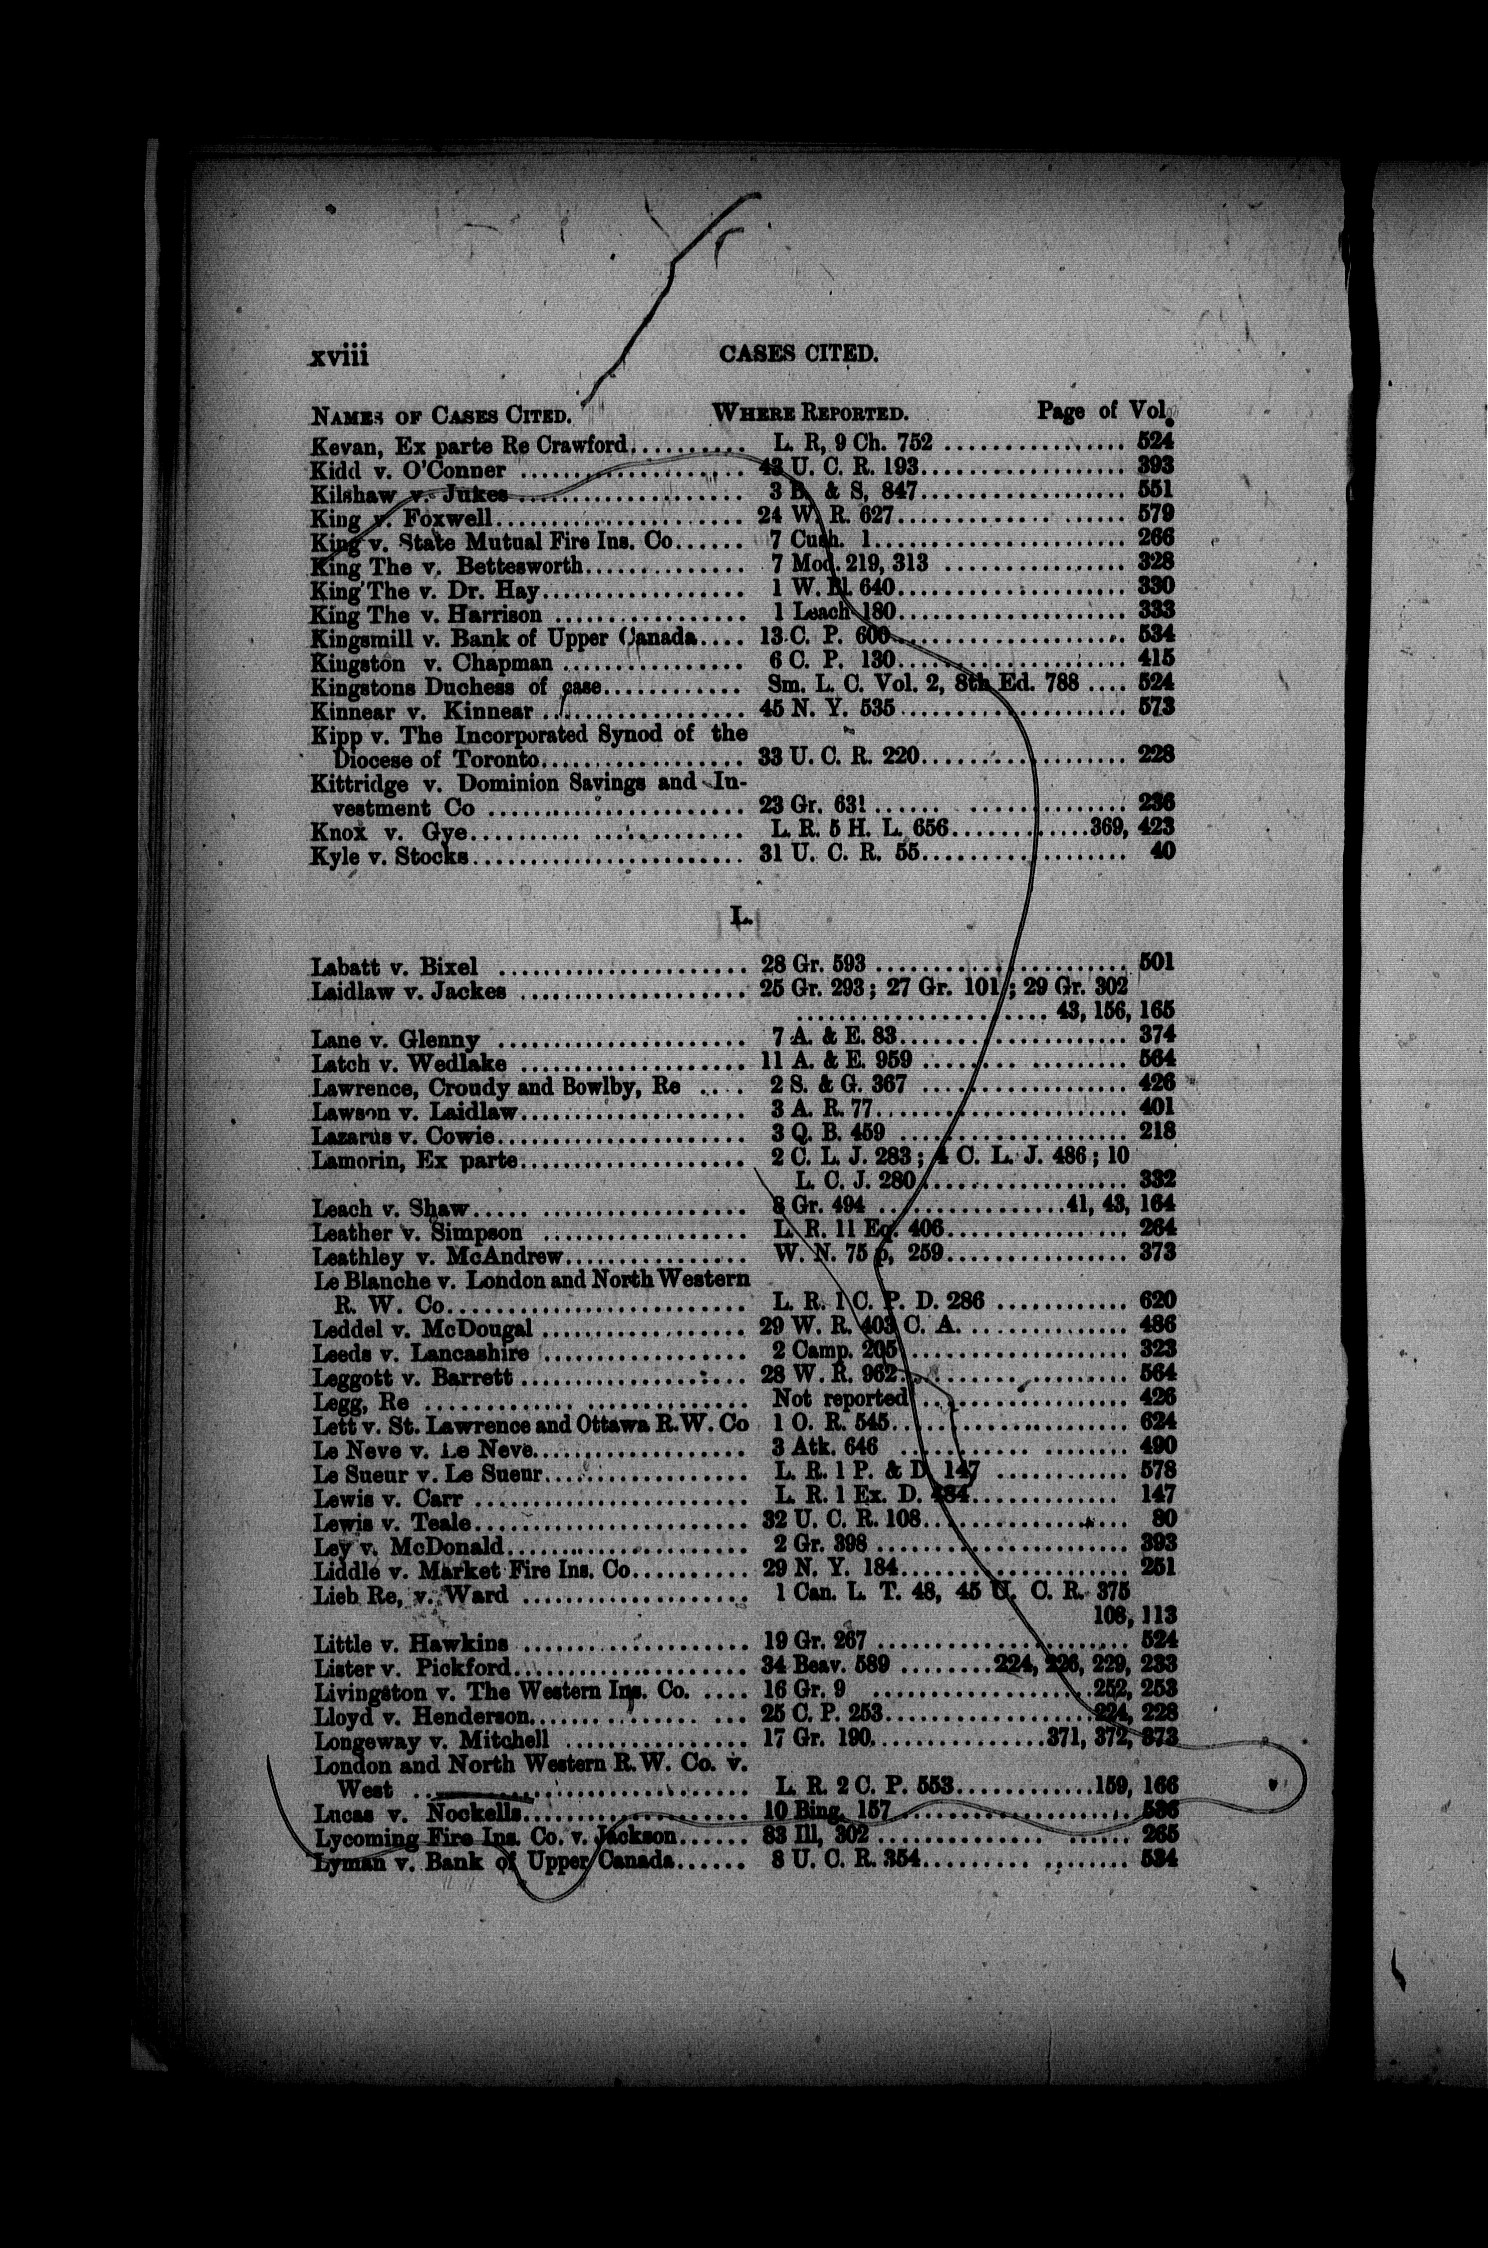 xviii CASES CITED.
NAMES OF CASES CITED. WHERE REPORTED. Page of Vol.
Kevan, Ex parte Re Crawford.......... L. R, 9 Ch. 752 ................ 524
Kidd v. O'Conner .................... 43 U. C. R. 193.................. 393
Kilshaw v. Jukes .................... 3 B. & S, 847.................. 551
King v. Foxwell...................... 24 W. R. 627.................. 579
King v. State Mutual Fire Ins. Co...... 7 Cush. 1...................... 266
King The v. Bettesworth.............. 7 Mod. 219, 313 ................ 328
King The v. Dr. Hay.................. 1 W. Bl. 640.................... 330
King The v. Harrison ................. 1 Leach 180.................... 333
Kingsmill v. Bank of Upper Canada.... 13 C. P. 600..................... 534
Kingston v. Chapman ................ 6 C. P. 130.................... 415
Kingstons Duchess of case............ Sm. L. C. Vol. 2, 8th Ed. 788 .... 524
Kinnear v. Kinnear .................. 45 N. Y. 535.................... 573
Kipp v. The Incorporated Synod of the
Diocese of Toronto.................. 33 U. C. R. 220.................. 228
Kittridge v. Dominion Savings and In-
vestment Co ....................... 23 Gr. 631 ...... .............. 236
Knox v. Gye.......... .............. L. R. 5 H. L. 656............369, 423
Kyle v. Stocks........................ 31 U. C. R. 55.................. 40
L.
Labatt v. Bixel ...................... 28 Gr. 593 ...................... 501
Laidlaw v. Jackes .................... 25 Gr. 293; 27 Gr. 101; 29 Gr. 302
...................... 43, 156, 165
Lane v. Glenny ...................... 7 A. & E. 83.................... 374
Latch v. Wedlake .................... 11 A. & E. 959 .................. 564
Lawrence, Croudy and Bowlby, Re .... 2 S. & G. 367 .................. 426
Lawson v. Laidlaw.................... 3 A. R. 77...................... 401
Lazarus v. Cowie...................... 3 Q. B. 459 .................... 218
Lamorin, Ex parte.................... 2 C. L. J. 283; 4 C. L. J. 486; 10
L. C. J. 280................... 332
Leach v. Shaw..... .................. 8 Gr. 494 ................41, 43, 164
Leather v. Simpson .................. L. R. 11 Eq. 406................ 264
Leathley v. McAndrew................ W. N. 75 p, 259................ 373
Le Blanche v. London and North Western
R. W. Co.......................... L. R. 1 C. P. D. 286 ............ 620
Leddel v. McDougal .................. 29 W. R. 403 C. A. .............. 486
Leeds v. Lancashire .................. 2 Camp. 205.................... 323
Leggott v. Barrett .................... 28 W. R. 962.................... 564
Legg, Re ............. .............. Not reported.................... 426
Lett v. St. Lawrence and Ottawa R.W. Co 1 O. R. 545...................... 624
Le Neve v. Le Neve.................. 3 Atk. 646 ........... ........ 490
Le Sueur v. Le Sueur.................. L. R. 1 P. & D. 147 ............ 578
Lewis v. Carr ........................ L. R. 1 Ex. D. 484............. 147
Lewis v. Teale........................ 32 U. C. R. 108.................. 80
Ley v. McDonald...................... 2 Gr. 398 ...................... 393
Liddle v. Market Fire Ins. Co.......... 29 N. Y. 184.................... 251
Lieb Re, v. Ward .................... 1 Can. L. T. 48, 45 U. C. R. 375
108, 113
Little v. Hawkins .................... 19 Gr. 267 ...................... 524
Lister v. Pickford..................... 34 Beav. 589 ........224, 226, 229, 233
Livingston v. The Western Ins. Co. .... 16 Gr. 9 ...................252, 253
Lloyd v. Henderson............... ... 25 C. P. 253..................224, 228
Longeway v. Mitchell ................ 17 Gr. 190...............371, 372, 373
London and North Western R.W. Co. v.
West .............................. L. R. 2 C. P. 553............159, 166
Lucas v. Nockells.................... 10 Bing. 157..................... 586
Lycoming Fire Ins. Co. v. Jackson...... 83 Ill, 302 .............. ...... 265
Lyman v. Bank of Upper Canada...... 8 U. C. R. 354......... ........ 534